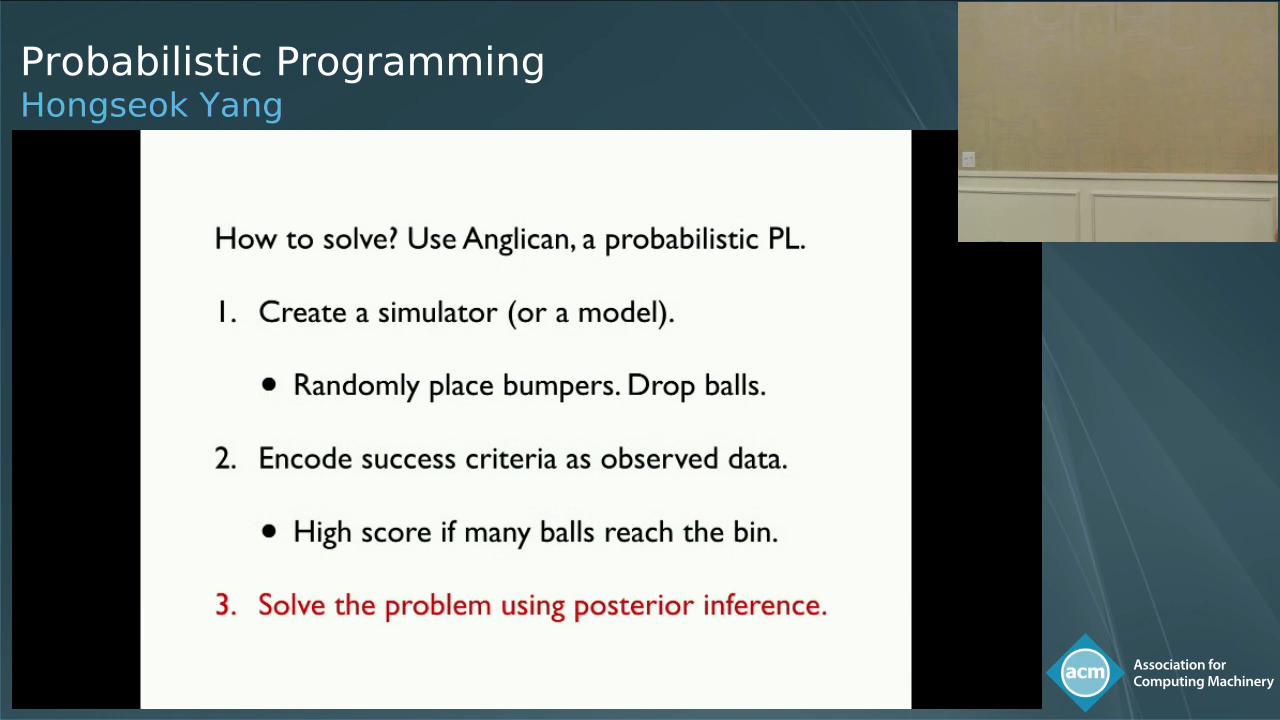 Probabilistic Programming
Hongseok Yang
How to solve? Use Anglican, a probabilistic PL.
1. Create a simulator (or a model).
• Randomly place bumpers. Drop balls.
2. Encode success criteria as observed data.
• High score if many balls reach the bin.
3. Solve the problem using posterior inference.
acm
Association for
Computing Machinery